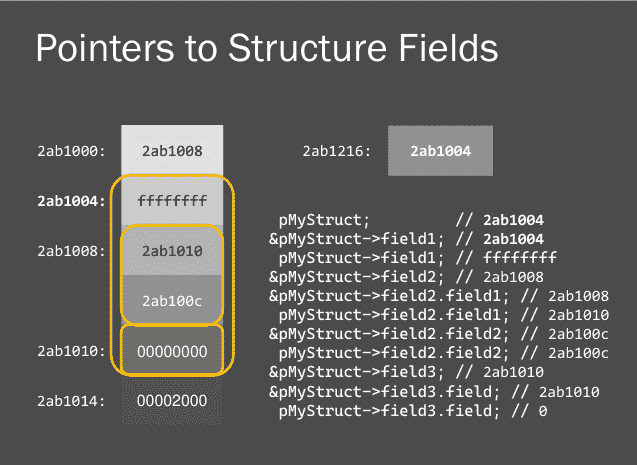 Pointers to Structure Fields
2ab1000: 2ab1008
2ab1004: ffffffff
2ab1008: 2ab1010
2ab100c
2ab1010: 00000000
2ab1014: 00002000
2ab1216: 2ab1004
pMyStruct; // 2ab1004
&pMyStruct->field1; // 2ab1004
pMyStruct->field1; // ffffffff
&pMyStruct->field2; // 2ab1008
&pMyStruct->field2.field1; // 2ab1008
pMyStruct->field2.field1; // 2ab1010
&pMyStruct->field2.field2; // 2ab100c
pMyStruct->field2.field2; // 2ab100c
&pMyStruct->field3; // 2ab1010
&pMyStruct->field3.field; // 2ab1010
pMyStruct->field3.field; // 0